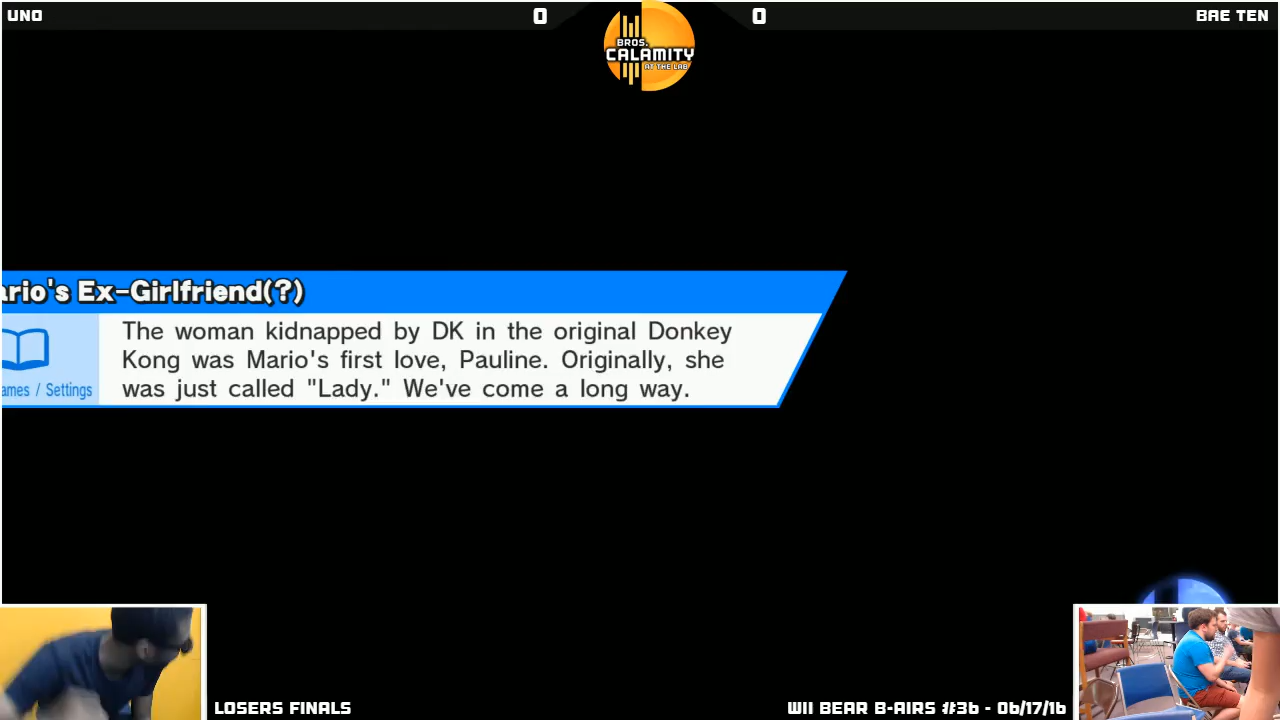 UNO
0
0
BAE TEN
BROS.
CALAMITY
AT THE LAB
ario's Ex-Girlfriend(?)
The woman kidnapped by DK in the original Donkey
Kong was Mario's first love, Pauline. Originally, she
was just called "Lady." We've come a long way.
ames / Settings
LOSERS FINALS
WII BEAR B-AIRS #36 - 06/17/16